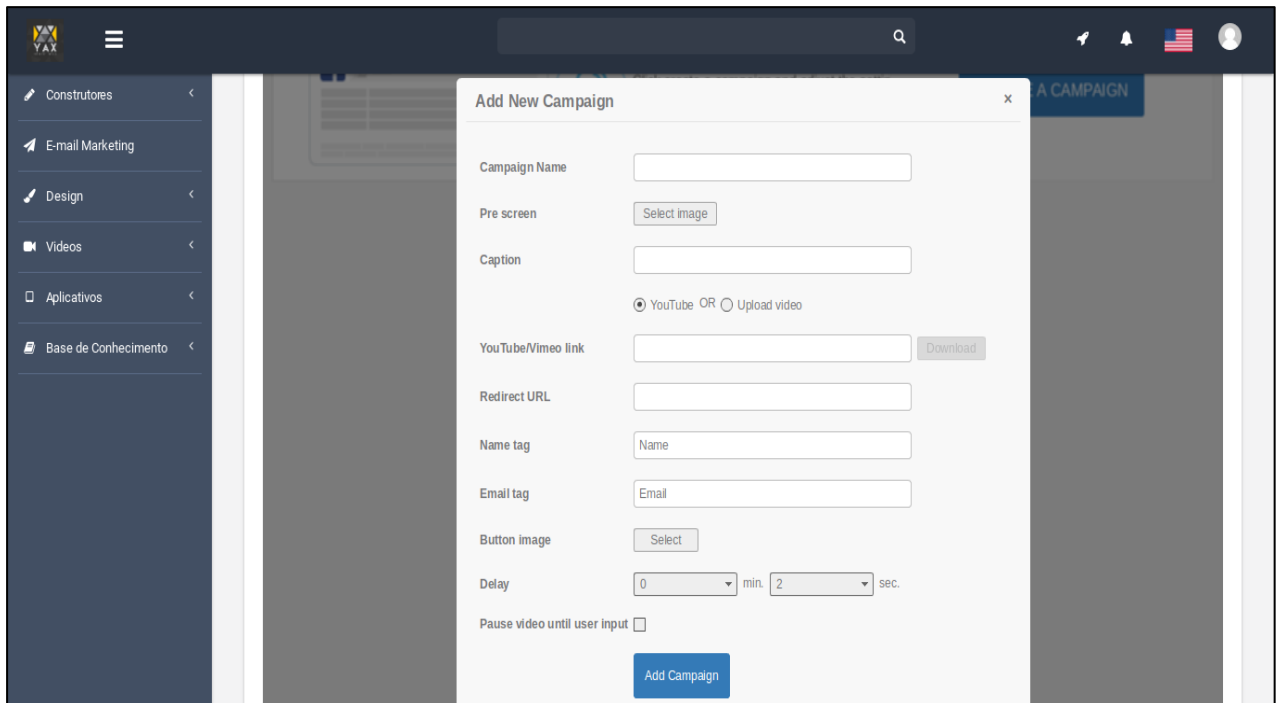 YAX
Construtores
E-mail Marketing
Design
Videos
Aplicativos
Base de Conhecimento
A CAMPAIGN
Add New Campaign
x
Campaign Name
Pre screen
Select image
Caption
YouTube OR Upload video
YouTube/Vimeo link
Download
Redirect URL
Name tag
Name
Email tag
Email
Button image
Select
Delay
0 min. 2 sec.
Pause video until user input
Add Campaign